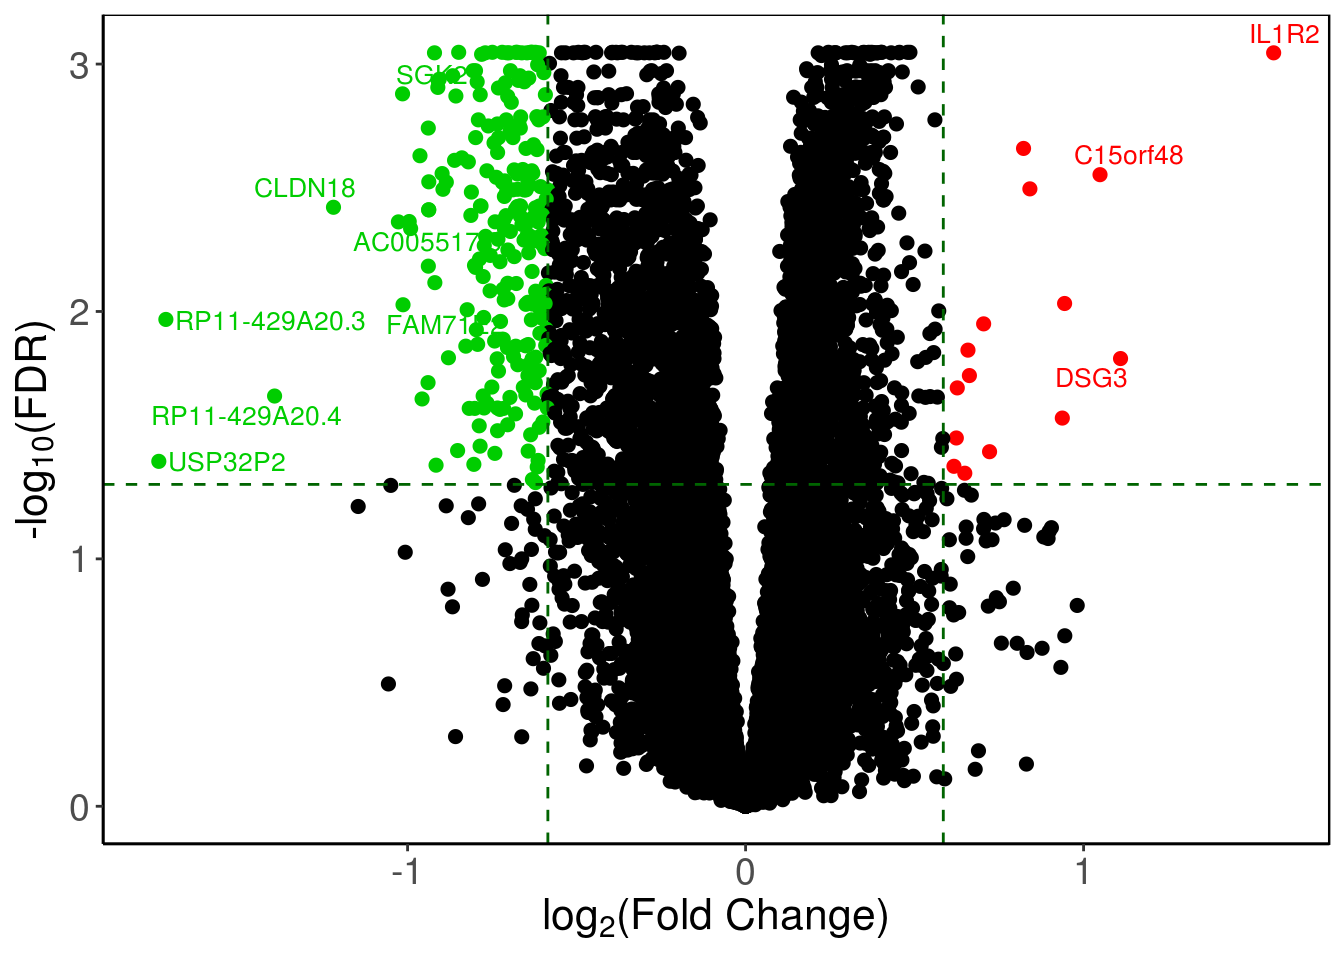 IL1R2
3
SGK2
C15orf48
CLDN18
AC005517
2
RP11-429A20.3
FAM71
DSG3
RP11-429A20.4
USP32P2
1
0
-1
0
1
-log10(FDR)
log2(Fold Change)